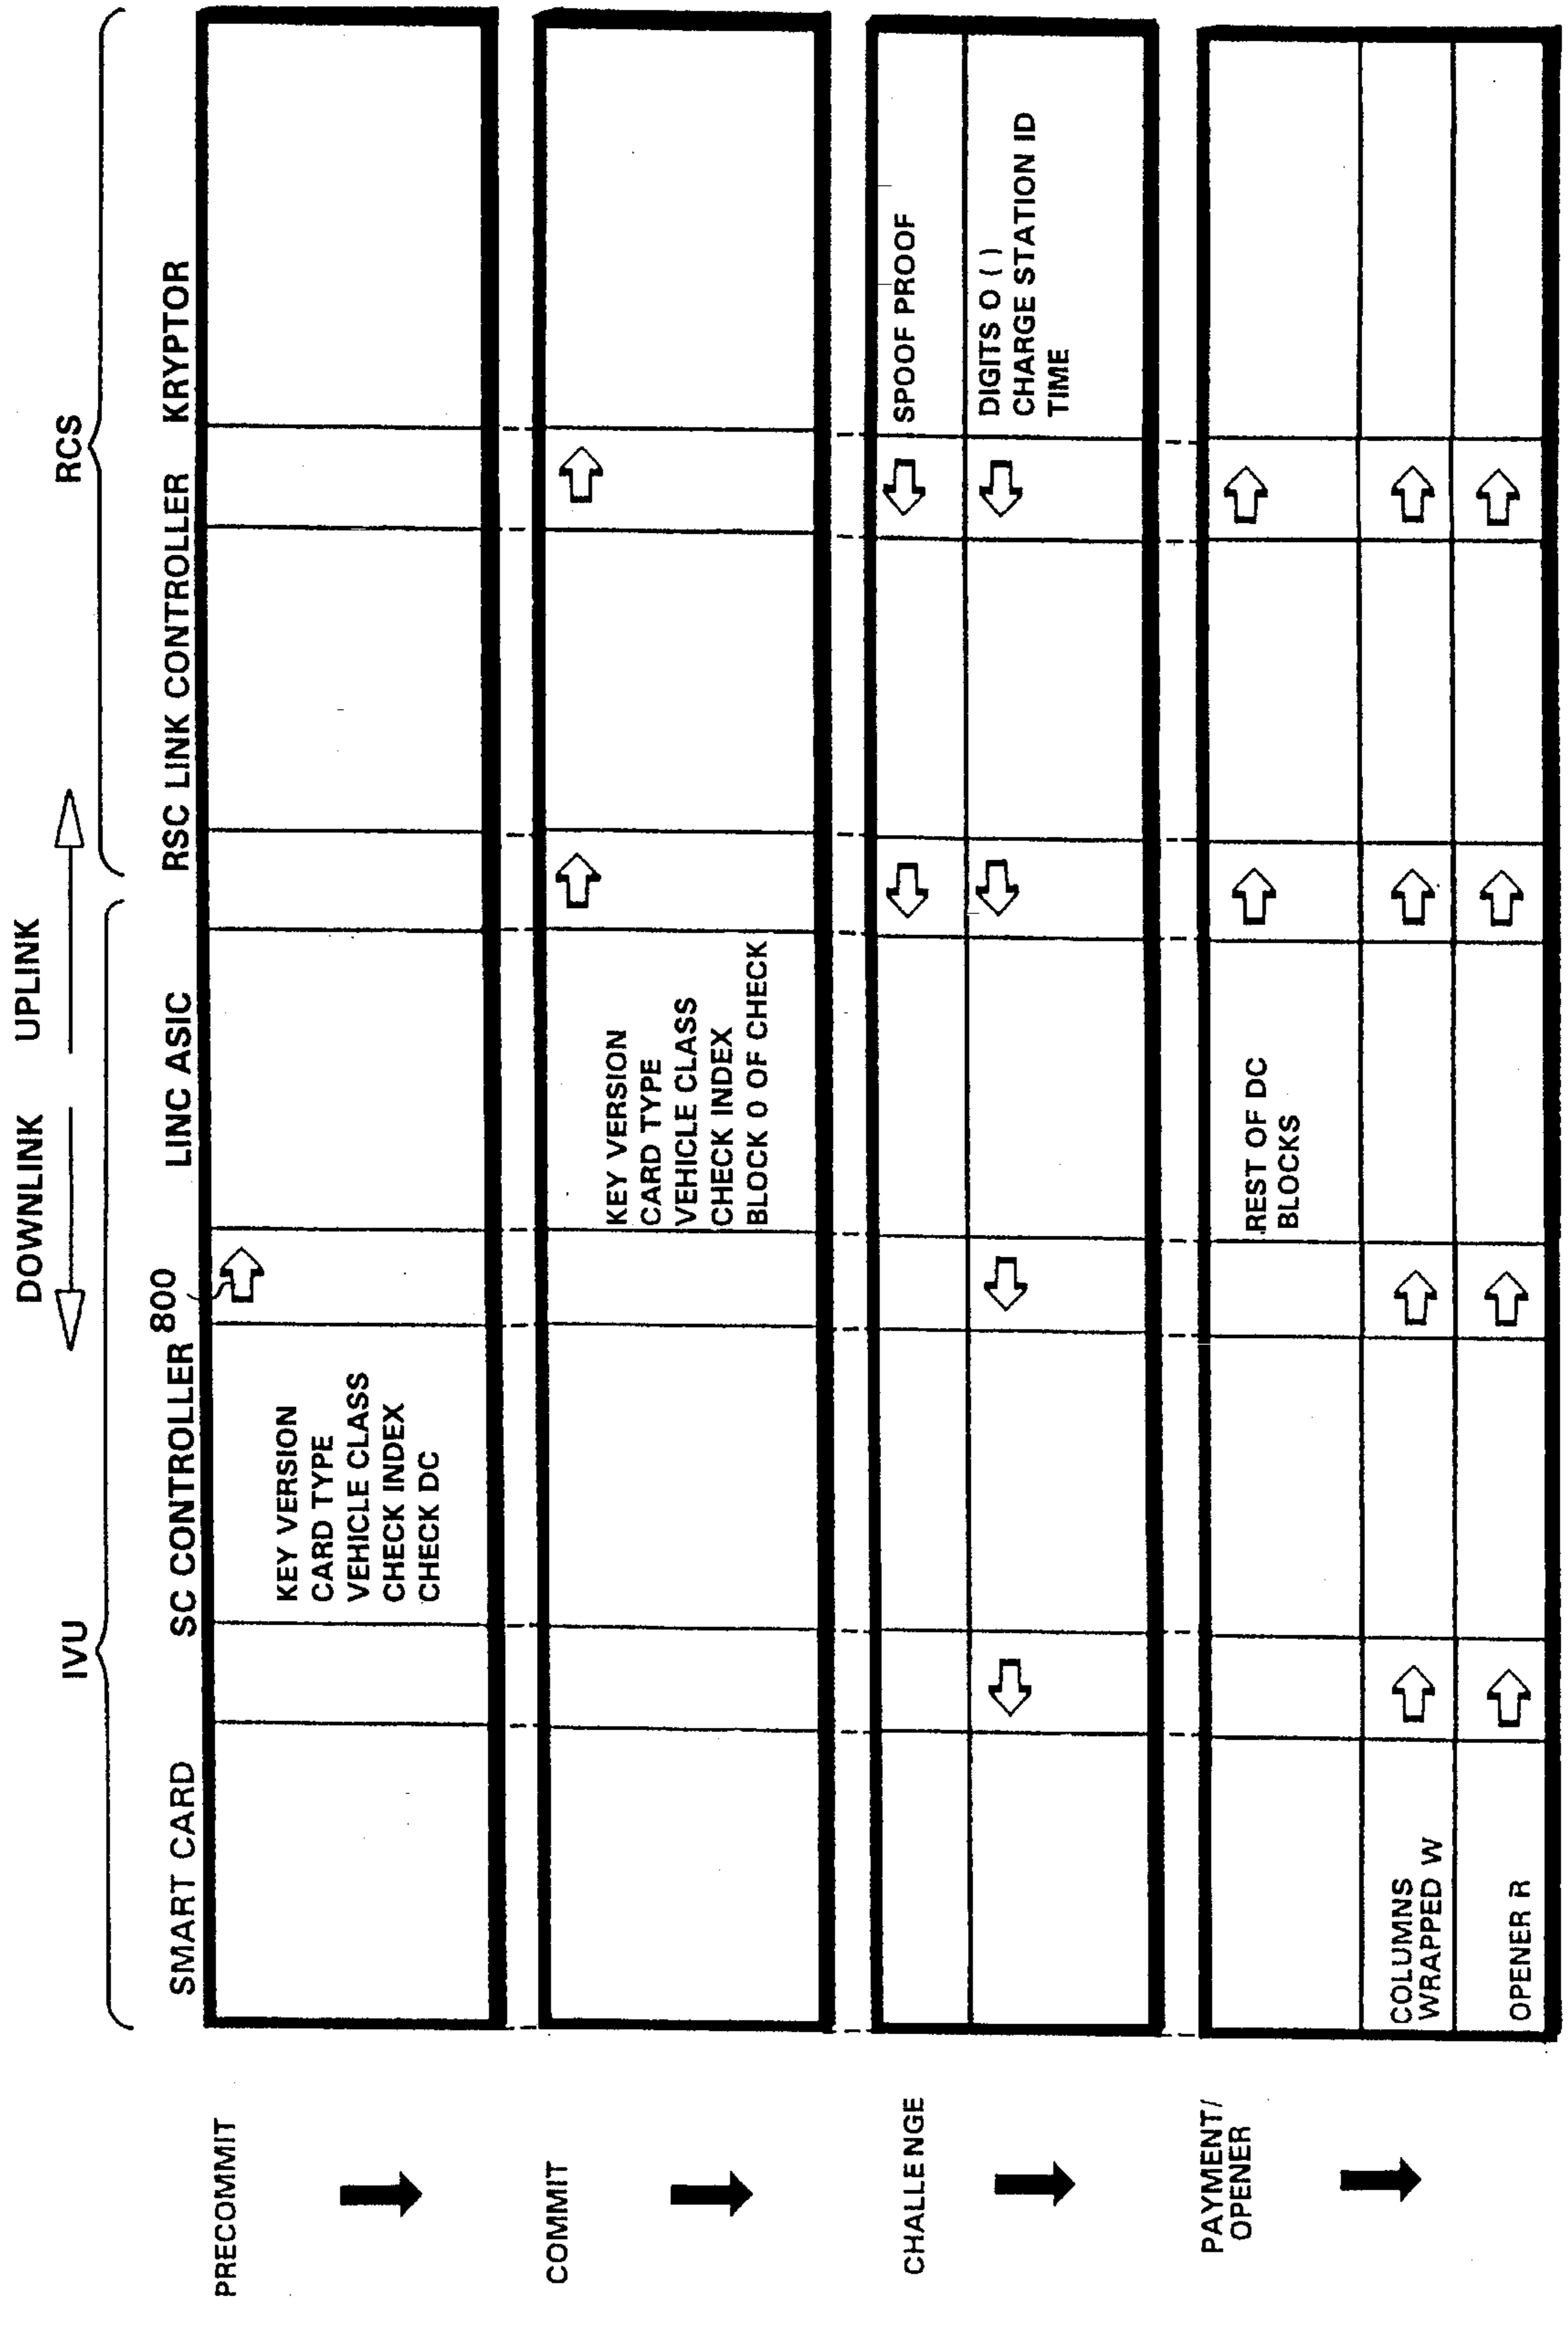 DOWNLINK UPLINK
IVU
RCS
SMART CARD
SC CONTROLLER
800
LINC ASIC
RSC LINK CONTROLLER
KRYPTOR
PRECOMMIT
KEY VERSION
CARD TYPE
VEHICLE CLASS
CHECK INDEX
CHECK DC
COMMIT
KEY VERSION
CARD TYPE
VEHICLE CLASS
CHECK INDEX
BLOCK 0 OF CHECK
CHALLENGE
SPOOF PROOF
DIGITS O ( )
CHARGE STATION ID
TIME
PAYMENT/
OPENER
REST OF DC
BLOCKS
COLUMNS
WRAPPED W
OPENER R